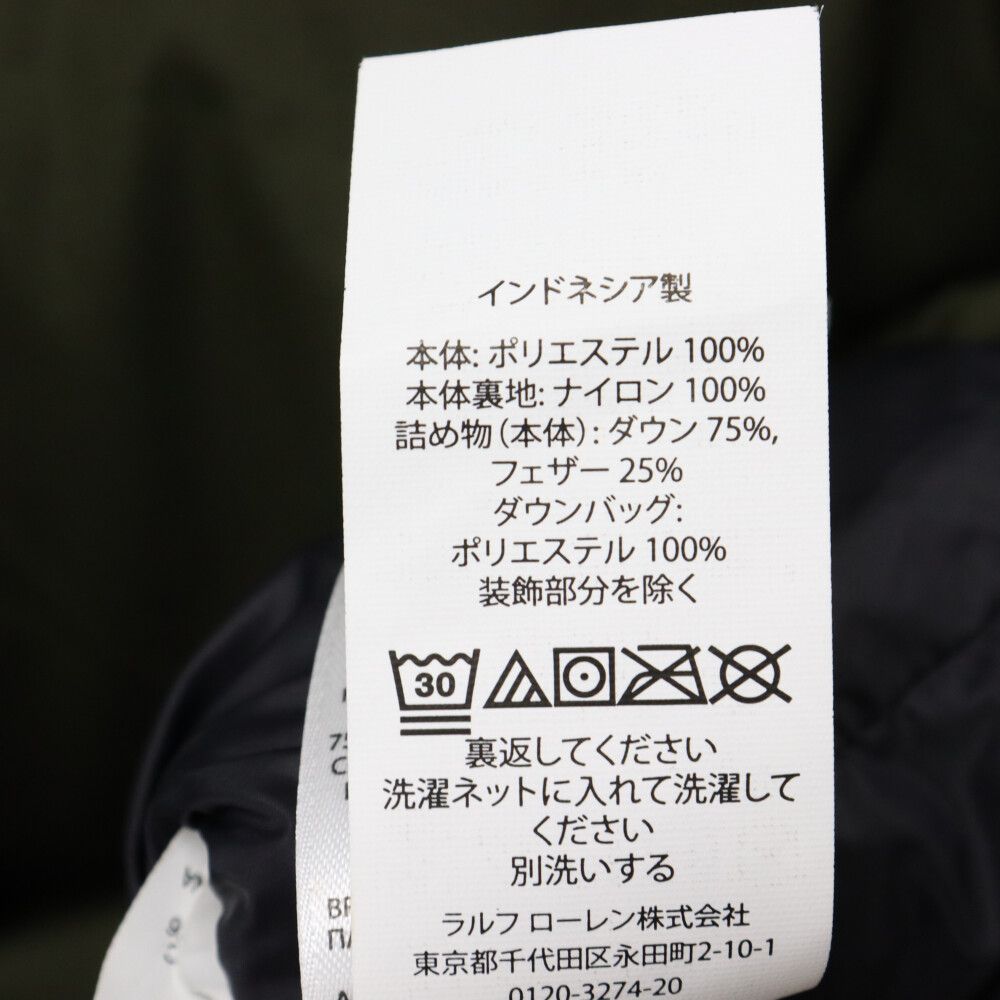 インドネシア製
本体: ポリエステル 100%
本体裏地: ナイロン 100%
詰め物（本体）: ダウン 75%,
フェザー 25%
ダウンバッグ:
ポリエステル 100%
装飾部分を除く
30
裏返してください
洗濯ネットに入れて洗濯して
ください
別洗いする
ラルフ ローレン株式会社
東京都千代田区永田町2-10-1
0120-3274-20